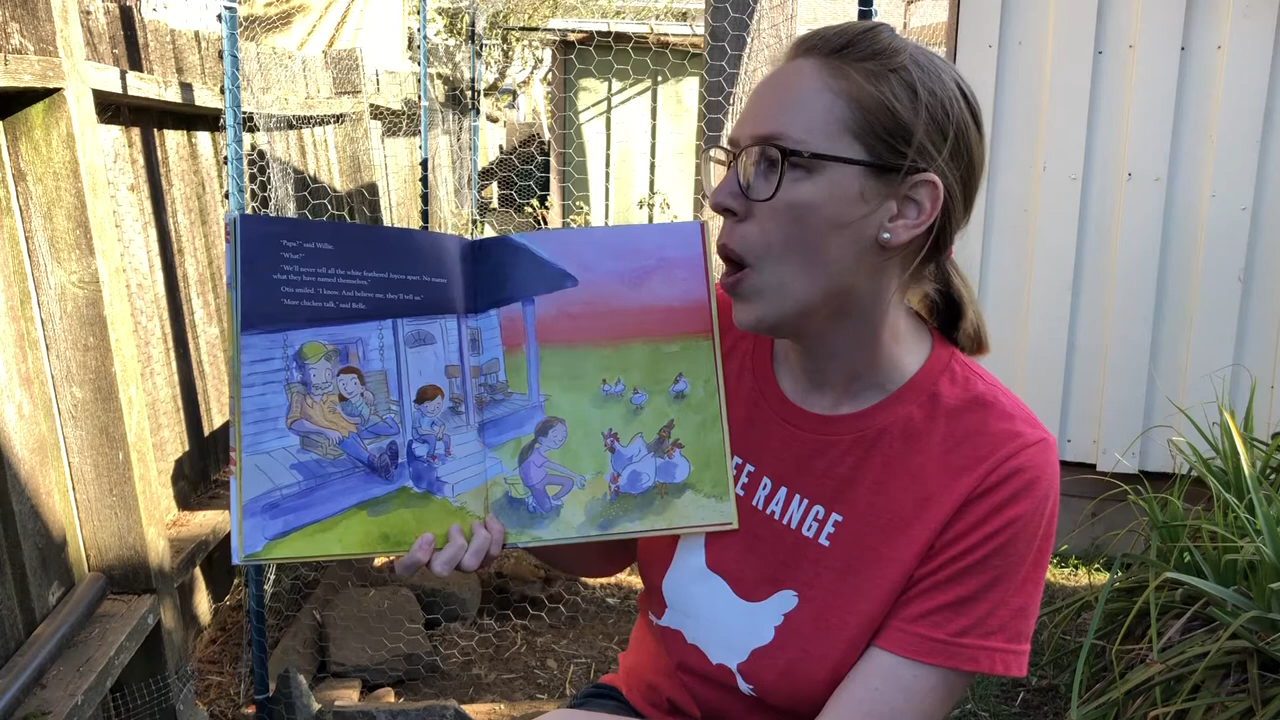 "Papa?" said Willie.
"What?"
"We'll never tell all the white feathered Joyces apart. No matter
what they have named themselves."
Otis smiled. "I know. And believe me, they'll tell us."
"More chicken talk," said Belle.
EE RANGE